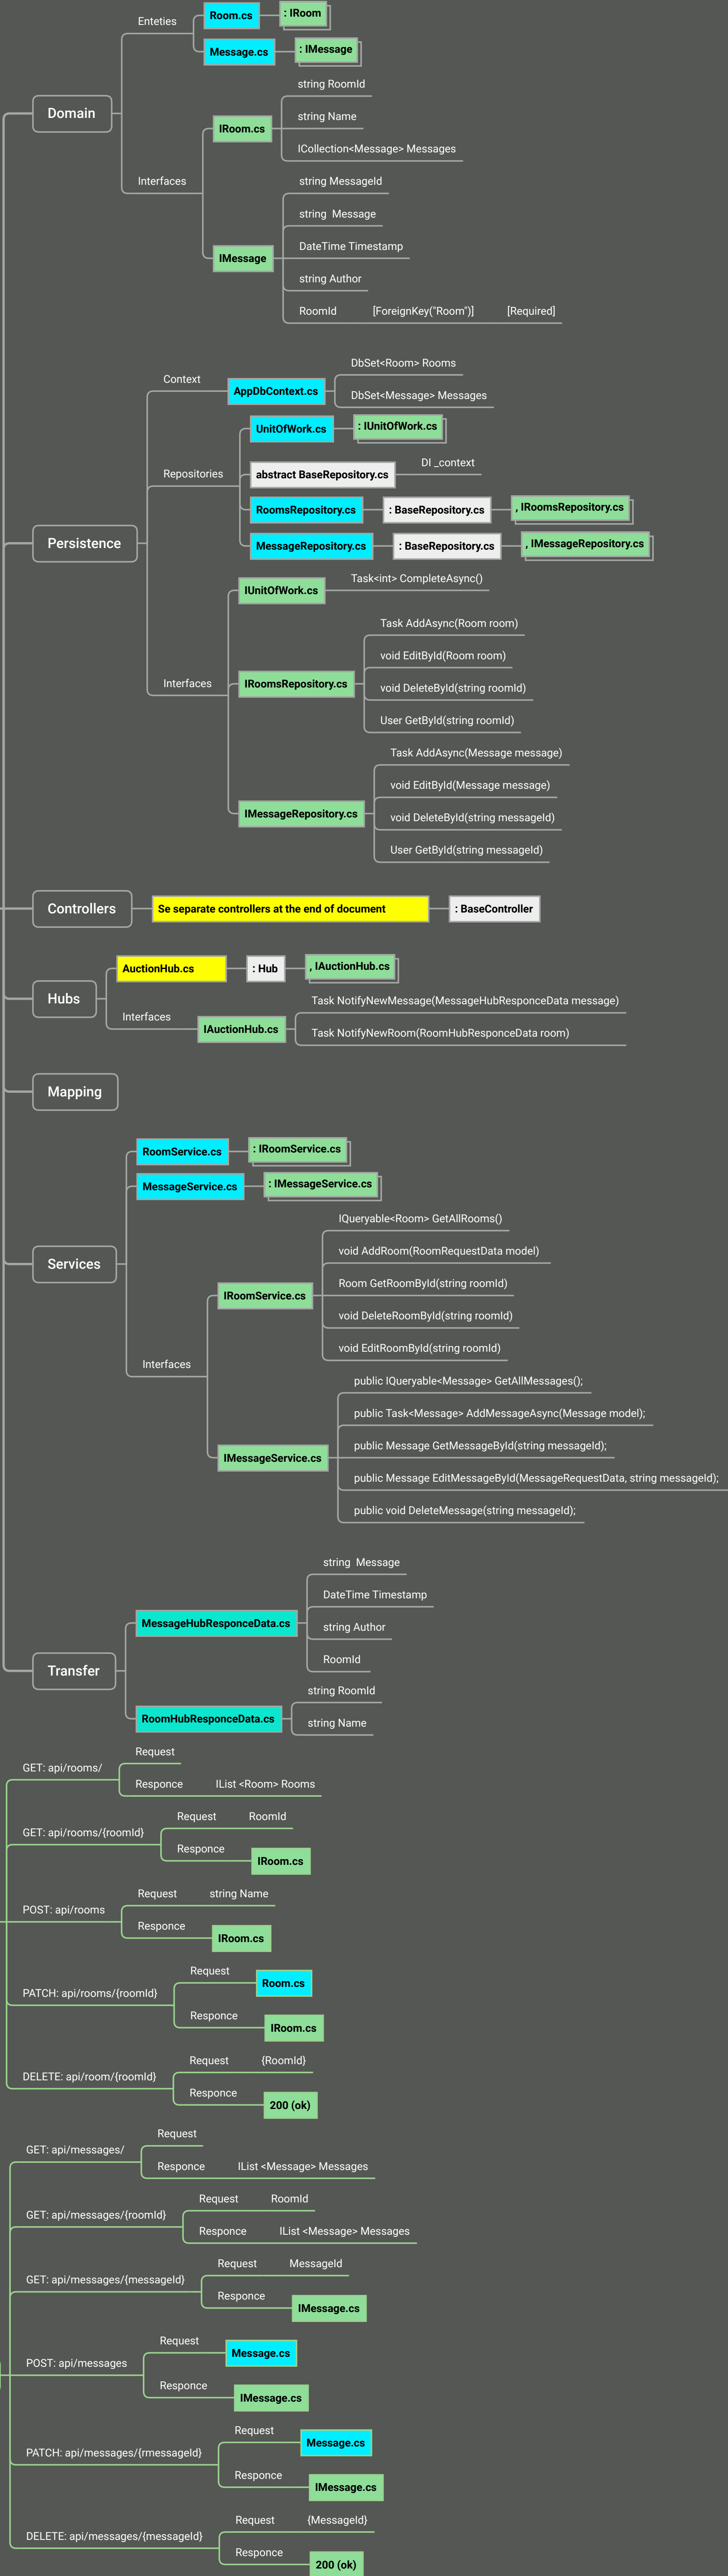 Enteties
Room.cs
: IRoom
Message.cs
: IMessage
Domain
Interfaces
IRoom.cs
string RoomId
string Name
ICollection<Message> Messages
IMessage
string MessageId
string  Message
DateTime Timestamp
string Author
RoomId [ForeignKey("Room")] [Required]
Persistence
Context
AppDbContext.cs
DbSet<Room> Rooms
DbSet<Message> Messages
Repositories
UnitOfWork.cs
: IUnitOfWork.cs
abstract BaseRepository.cs
DI _context
RoomsRepository.cs
: BaseRepository.cs
, IRoomsRepository.cs
MessageRepository.cs
: BaseRepository.cs
, IMessageRepository.cs
Interfaces
IUnitOfWork.cs
Task<int> CompleteAsync()
IRoomsRepository.cs
Task AddAsync(Room room)
void EditById(Room room)
void DeleteById(string roomId)
User GetById(string roomId)
IMessageRepository.cs
Task AddAsync(Message message)
void EditById(Message message)
void DeleteById(string messageId)
User GetById(string messageId)
Controllers
Se separate controllers at the end of document
: BaseController
Hubs
AuctionHub.cs
: Hub
, IAuctionHub.cs
Interfaces
IAuctionHub.cs
Task NotifyNewMessage(MessageHubResponceData message)
Task NotifyNewRoom(RoomHubResponceData room)
Mapping
Services
RoomService.cs
: IRoomService.cs
MessageService.cs
: IMessageService.cs
Interfaces
IRoomService.cs
IQueryable<Room> GetAllRooms()
void AddRoom(RoomRequestData model)
Room GetRoomById(string roomId)
void DeleteRoomById(string roomId)
void EditRoomById(string roomId)
IMessageService.cs
public IQueryable<Message> GetAllMessages();
public Task<Message> AddMessageAsync(Message model);
public Message GetMessageById(string messageId);
public Message EditMessageById(MessageRequestData, string messageId);
public void DeleteMessage(string messageId);
Transfer
MessageHubResponceData.cs
string  Message
DateTime Timestamp
string Author
RoomId
RoomHubResponceData.cs
string RoomId
string Name
GET: api/rooms/
Request
Responce IList <Room> Rooms
GET: api/rooms/{roomId}
Request RoomId
Responce
IRoom.cs
POST: api/rooms
Request string Name
Responce
IRoom.cs
PATCH: api/rooms/{roomId}
Request
Room.cs
Responce
IRoom.cs
DELETE: api/room/{roomId}
Request {RoomId}
Responce
200 (ok)
GET: api/messages/
Request
Responce IList <Message> Messages
GET: api/messages/{roomId}
Request RoomId
Responce IList <Message> Messages
GET: api/messages/{messageId}
Request MessageId
Responce
IMessage.cs
POST: api/messages
Request
Message.cs
Responce
IMessage.cs
PATCH: api/messages/{rmessageId}
Request
Message.cs
Responce
IMessage.cs
DELETE: api/messages/{messageId}
Request {MessageId}
Responce
200 (ok)